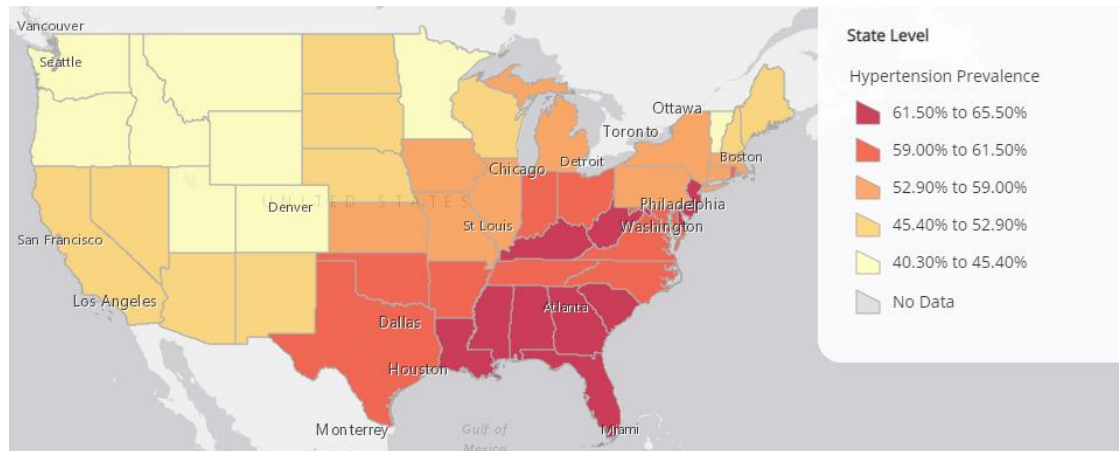 Vancouver
Seattle
Ottawa
Toronto
Boston
Chicago
Detroit
UNITED STATES
Denver
Philadelphia
St Louis
Washington
San Francisco
Los Angeles
Atlanta
Dallas
Houston
Monterrey
Gulf of
Mexico
Miami
State Level
Hypertension Prevalence
61.50% to 65.50%
59.00% to 61.50%
52.90% to 59.00%
45.40% to 52.90%
40.30% to 45.40%
No Data